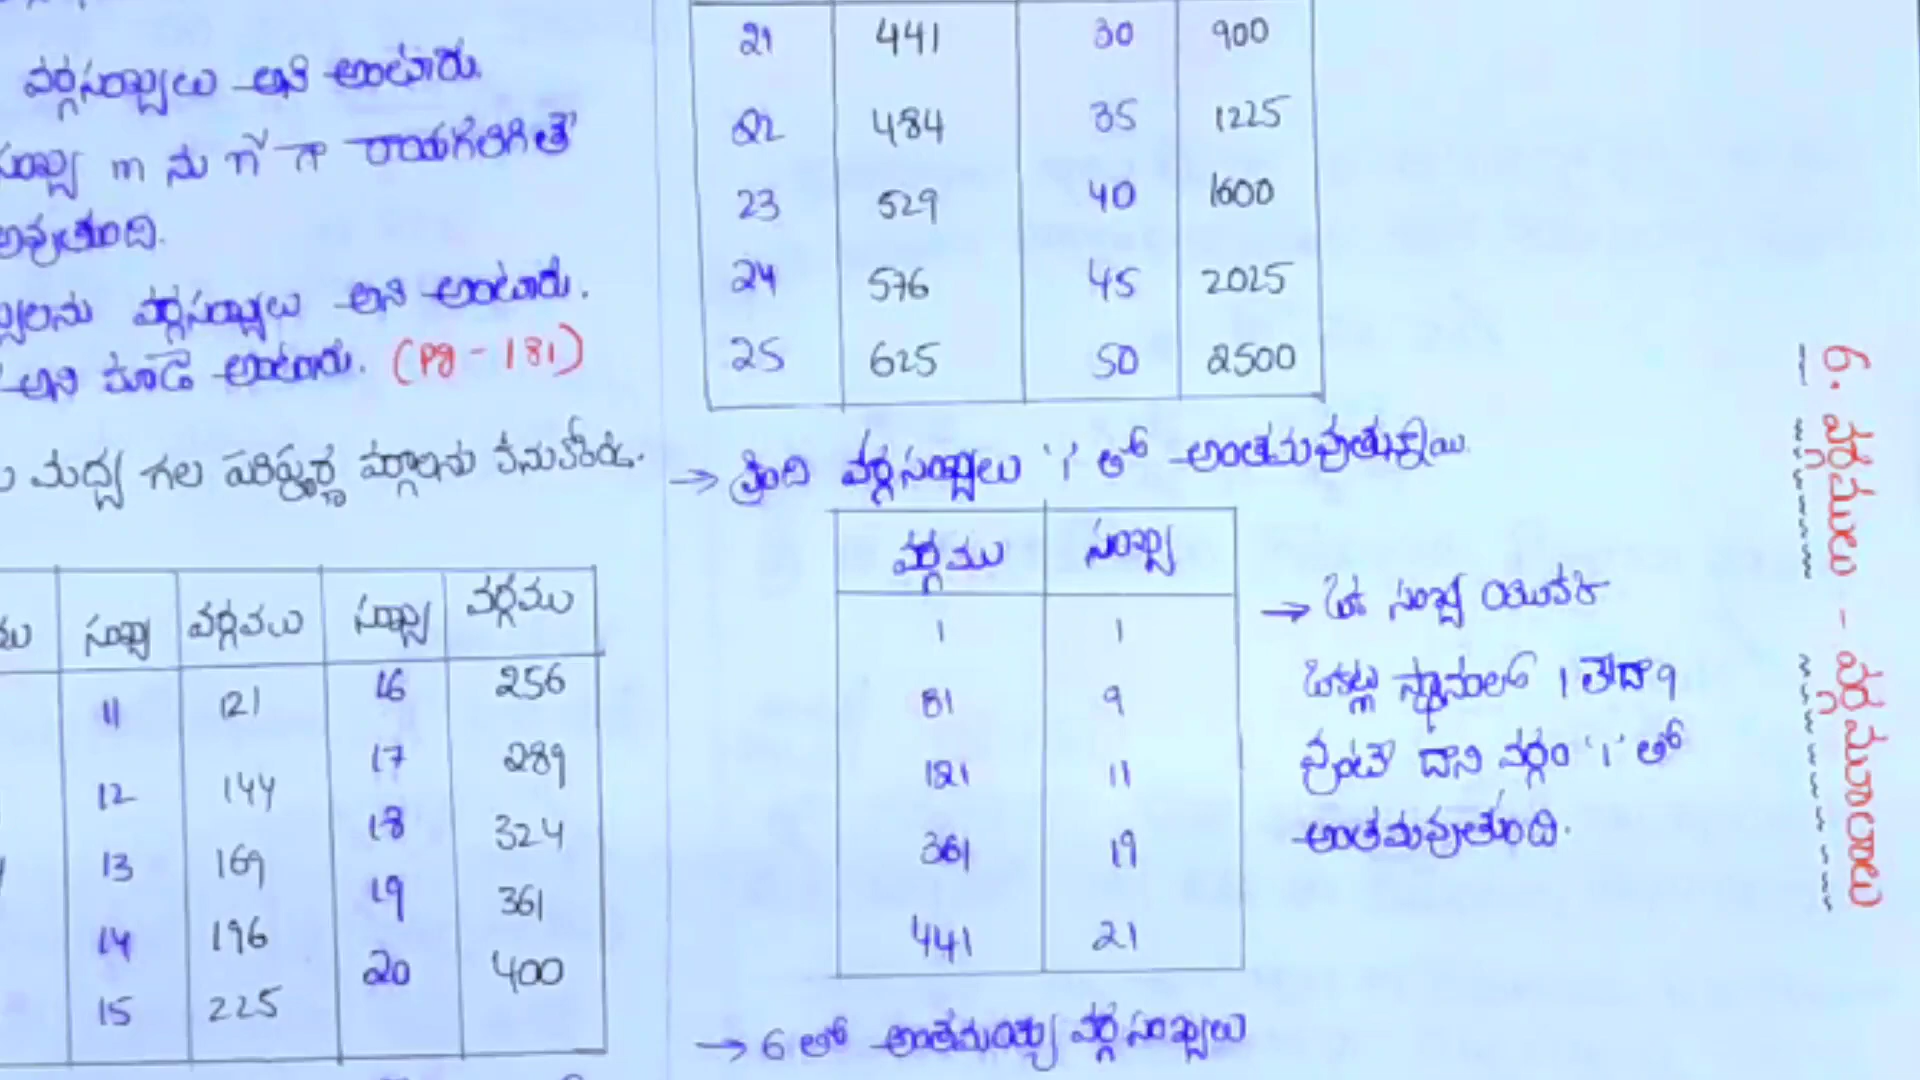 వర్గసంఖ్యలు అని అంటారు.
సంఖ్య m ను n² గా రాయగలిగితే
అవుతుంది.
వర్గసంఖ్యలు అని అంటారు.
అని కూడా అంటారు. (Pg - 181)
మధ్య గల పరిపూర్ణ వర్గాలను కనుకోండి.
సంఖ్య వర్గము సంఖ్య వర్గము
11 121 16 256
12 144 17 289
13 169 18 324
14 196 19 361
15 225 20 400
21 441 30 900
22 484 35 1225
23 529 40 1600
24 576 45 2025
25 625 50 2500
→ క్రింది వర్గసంఖ్యలు '1' తో అంతమవుతున్నాయి.
వర్గము సంఖ్య
1 1
81 9
121 11
361 19
441 21
→ ఒక సంఖ్య యొక్క
ఒకట్ల స్థానంలో 1 లేదా 9
వుంటే దాని వర్గం '1' తో
అంతమవుతుంది.
→ 6 తో అంతమయ్యే వర్గసంఖ్యలు
6. వర్గములు - వర్గమూలాలు